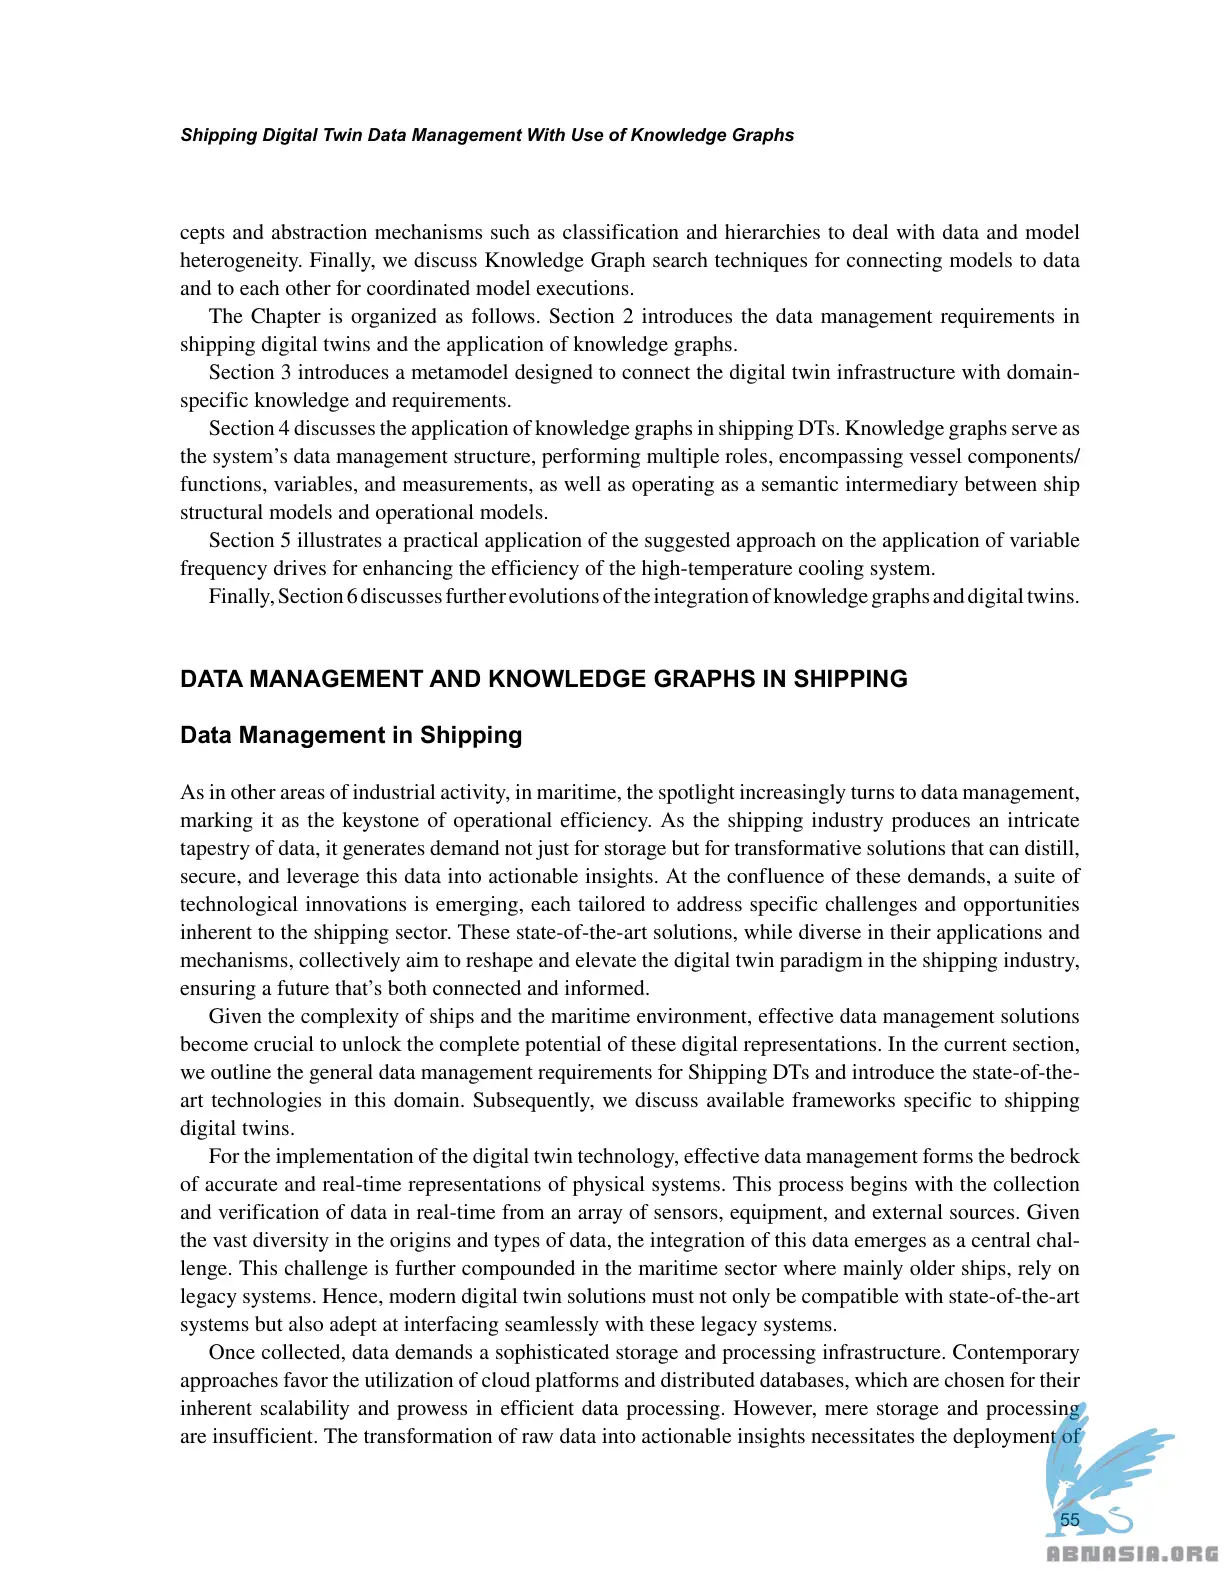 Shipping Digital Twin Data Management With Use of Knowledge Graphs
cepts and abstraction mechanisms such as classification and hierarchies to deal with data and model
heterogeneity. Finally, we discuss Knowledge Graph search techniques for connecting models to data
and to each other for coordinated model executions.
The Chapter is organized as follows. Section 2 introduces the data management requirements in
shipping digital twins and the application of knowledge graphs.
Section 3 introduces a metamodel designed to connect the digital twin infrastructure with domain-
specific knowledge and requirements.
Section 4 discusses the application of knowledge graphs in shipping DTs. Knowledge graphs serve as
the system’s data management structure, performing multiple roles, encompassing vessel components/
functions, variables, and measurements, as well as operating as a semantic intermediary between ship
structural models and operational models.
Section 5 illustrates a practical application of the suggested approach on the application of variable
frequency drives for enhancing the efficiency of the high-temperature cooling system.
Finally, Section 6 discusses further evolutions of the integration of knowledge graphs and digital twins.
DATA MANAGEMENT AND KNOWLEDGE GRAPHS IN SHIPPING
Data Management in Shipping
As in other areas of industrial activity, in maritime, the spotlight increasingly turns to data management,
marking it as the keystone of operational efficiency. As the shipping industry produces an intricate
tapestry of data, it generates demand not just for storage but for transformative solutions that can distill,
secure, and leverage this data into actionable insights. At the confluence of these demands, a suite of
technological innovations is emerging, each tailored to address specific challenges and opportunities
inherent to the shipping sector. These state-of-the-art solutions, while diverse in their applications and
mechanisms, collectively aim to reshape and elevate the digital twin paradigm in the shipping industry,
ensuring a future that’s both connected and informed.
Given the complexity of ships and the maritime environment, effective data management solutions
become crucial to unlock the complete potential of these digital representations. In the current section,
we outline the general data management requirements for Shipping DTs and introduce the state-of-the-
art technologies in this domain. Subsequently, we discuss available frameworks specific to shipping
digital twins.
For the implementation of the digital twin technology, effective data management forms the bedrock
of accurate and real-time representations of physical systems. This process begins with the collection
and verification of data in real-time from an array of sensors, equipment, and external sources. Given
the vast diversity in the origins and types of data, the integration of this data emerges as a central chal-
lenge. This challenge is further compounded in the maritime sector where mainly older ships, rely on
legacy systems. Hence, modern digital twin solutions must not only be compatible with state-of-the-art
systems but also adept at interfacing seamlessly with these legacy systems.
Once collected, data demands a sophisticated storage and processing infrastructure. Contemporary
approaches favor the utilization of cloud platforms and distributed databases, which are chosen for their
inherent scalability and prowess in efficient data processing. However, mere storage and processing
are insufficient. The transformation of raw data into actionable insights necessitates the deployment of
55
ABNASIA.ORG